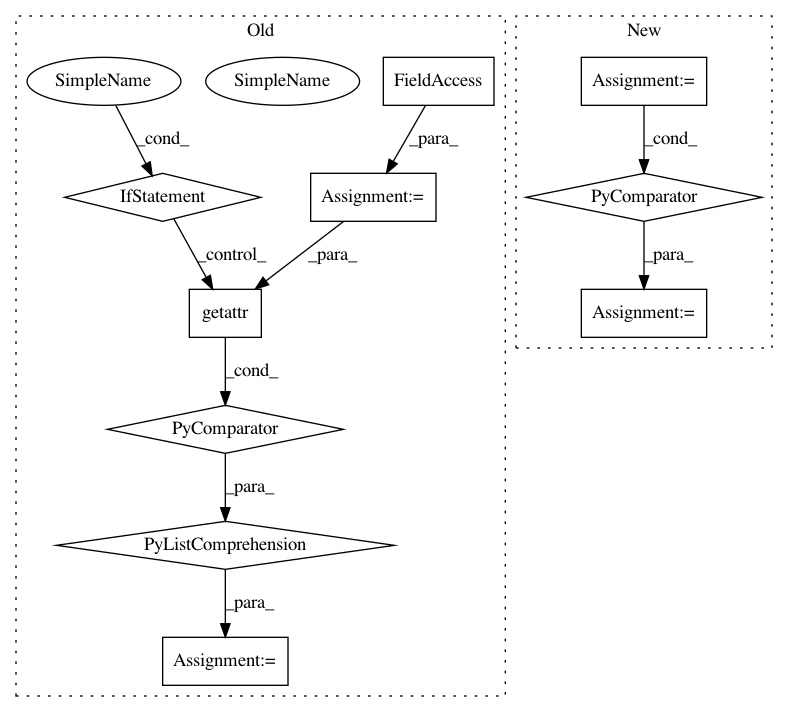 Old
New
SimpleName
SimpleName
FieldAccess
Assignment:=
_cond_
_para_
_cond_
IfStatement
Assignment:=
PyComparator
_control_
_para_
_para_
getattr
Assignment:=
_cond_
PyComparator
_para_
PyListComprehension
_para_
Assignment:=